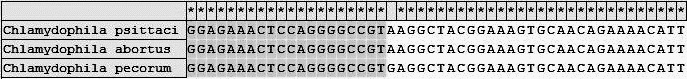 ******************** *****************************
Chlamydophila psittaci GGAGAAACTCCAGGGGCCGTAAGGCTACGGAAAGTGCAACAGAAAACATT
Chlamydophila abortus GGAGAAACTCCAGGGGCCGTAAGGCTACGGAAAGTGCAACAGAAAACATT
Chlamydophila pecorum GGAGAAACTCCAGGGGCCGTGAGGCTACGGAAAGTGCAACAGAAAACATT